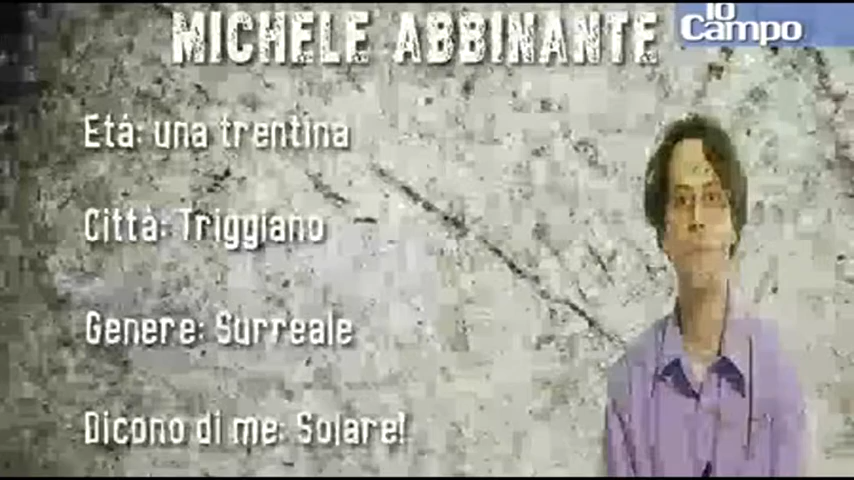 MICHELE ABBINANTE
Io
Campo
Età: una trentina
Città: Triggiano
Genere: Surreale
Dicono di me: Solare!